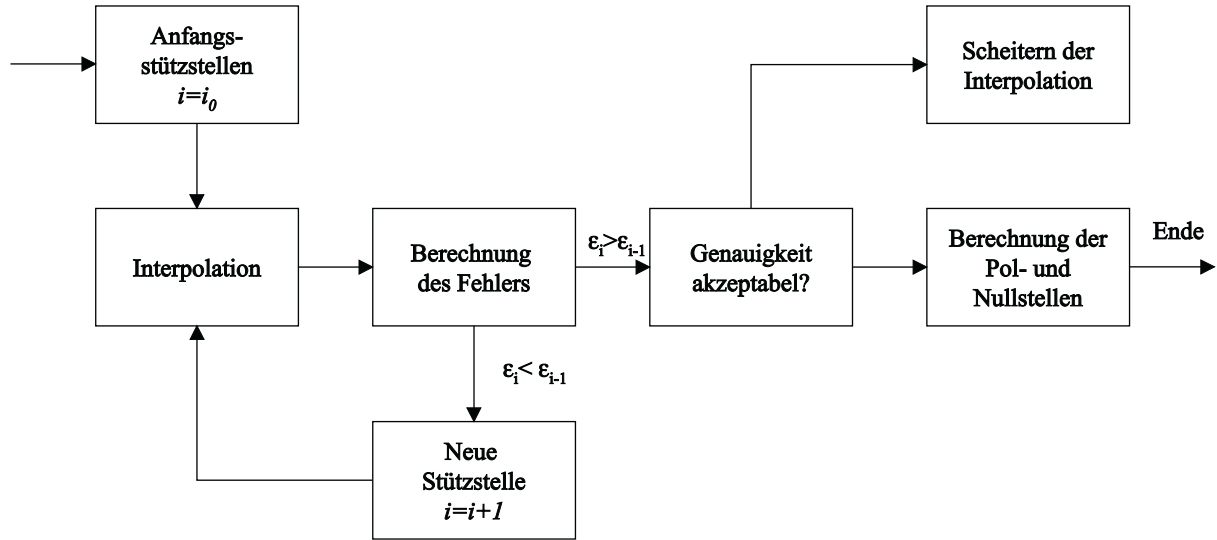 Anfangs-
stützstellen
i=i₀
Scheitern der
Interpolation
Interpolation
Berechnung
des Fehlers
εᵢ>εᵢ₋₁
Genauigkeit
akzeptabel?
Berechnung der
Pol- und
Nullstellen
Ende
εᵢ< εᵢ₋₁
Neue
Stützstelle
i=i+1